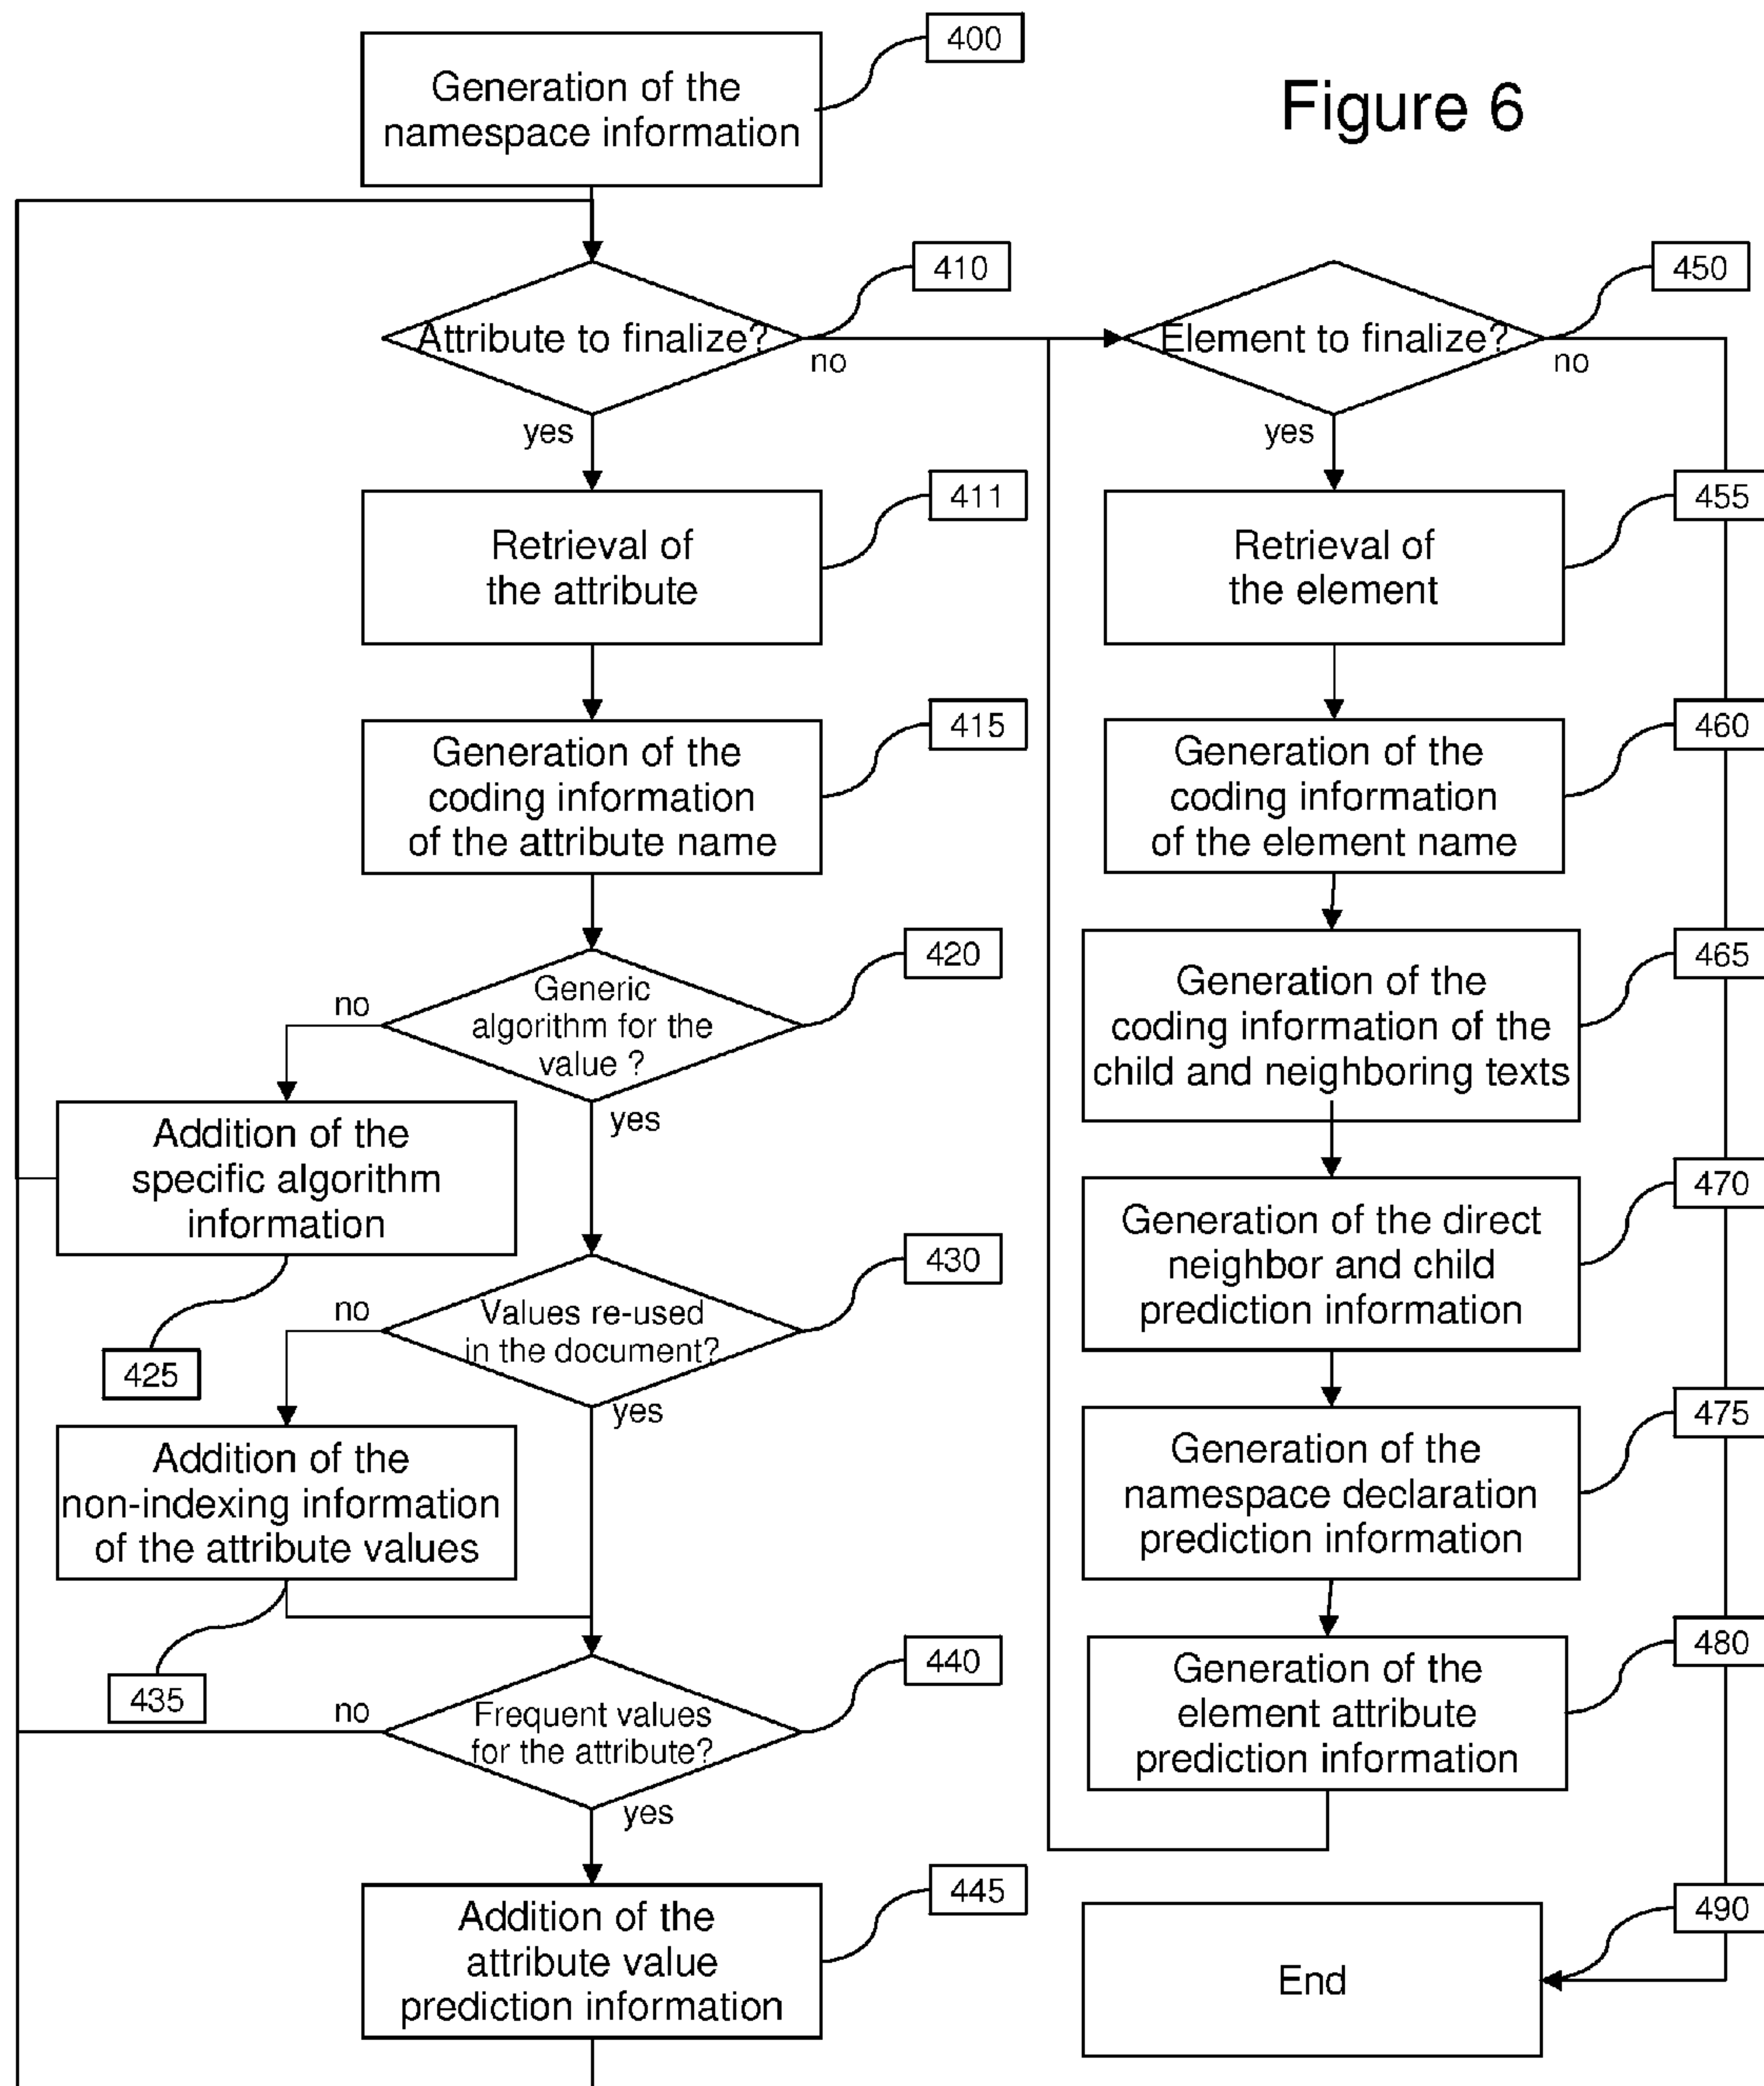 400
Generation of the
namespace information
Figure 6
410
Attribute to finalize?
no
yes
450
Element to finalize?
no
yes
411
Retrieval of
the attribute
455
Retrieval of
the element
415
Generation of the
coding information
of the attribute name
460
Generation of the
coding information
of the element name
420
Generic
algorithm for the
value ?
no
yes
465
Generation of the
coding information of the
child and neighboring texts
Addition of the
specific algorithm
information
425
470
Generation of the direct
neighbor and child
prediction information
430
Values re-used
in the document?
no
yes
475
Generation of the
namespace declaration
prediction information
Addition of the
non-indexing information
of the attribute values
435
480
Generation of the
element attribute
prediction information
440
Frequent values
for the attribute?
no
yes
445
Addition of the
attribute value
prediction information
490
End